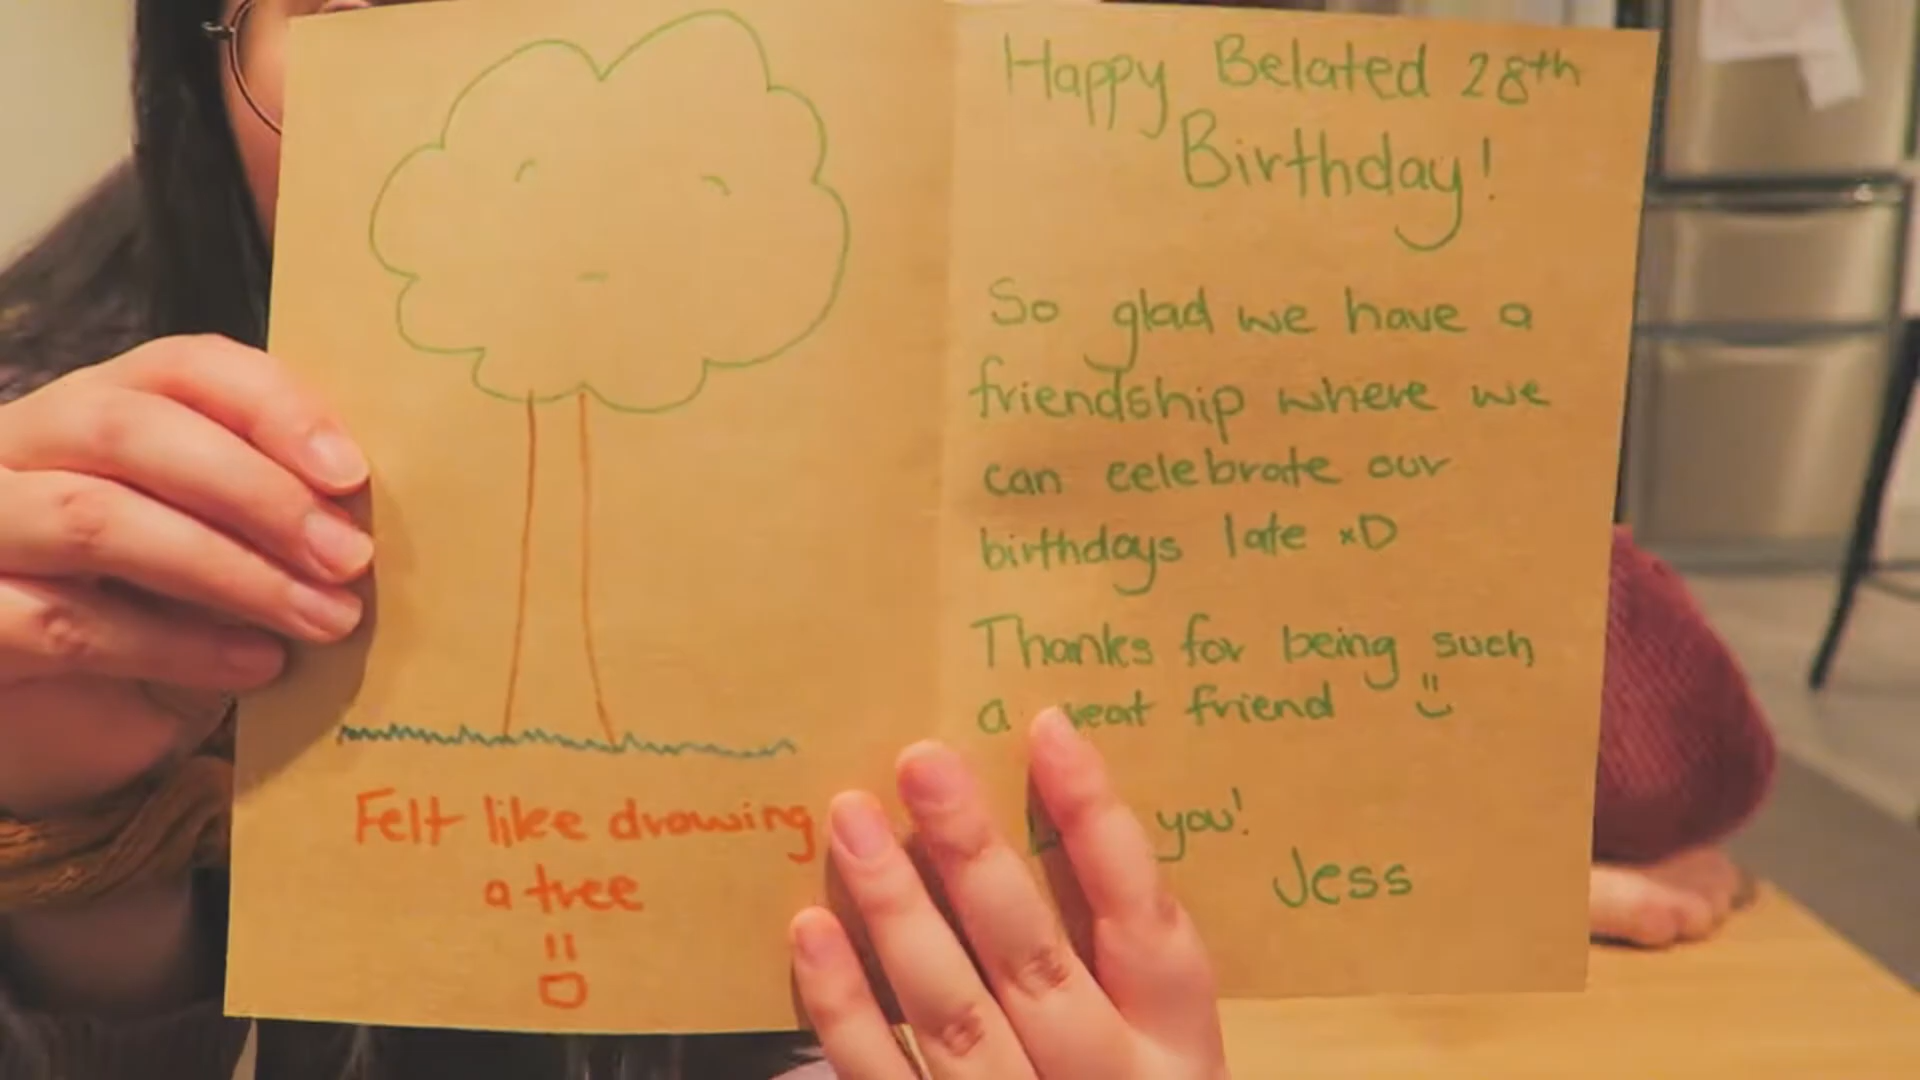 Felt like drawing
a tree
Happy Belated 28th
Birthday!
So glad we have a
friendship where we
can celebrate our
birthdays late xD
Thanks for being such
a friend
you!
Jess